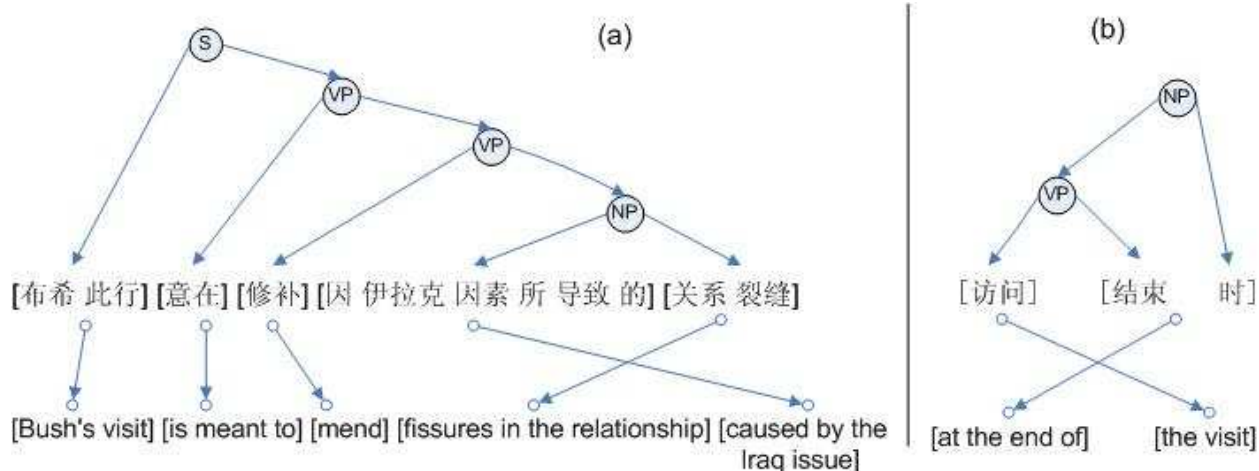 (a)
S
VP
VP
NP
[布希 此行] [意在] [修补] [因 伊拉克 因素 所 导致 的] [关系 裂缝]
[Bush's visit] [is meant to] [mend] [fissures in the relationship] [caused by the
Iraq issue]
(b)
NP
VP
[访问] [结束 时]
[at the end of] [the visit]